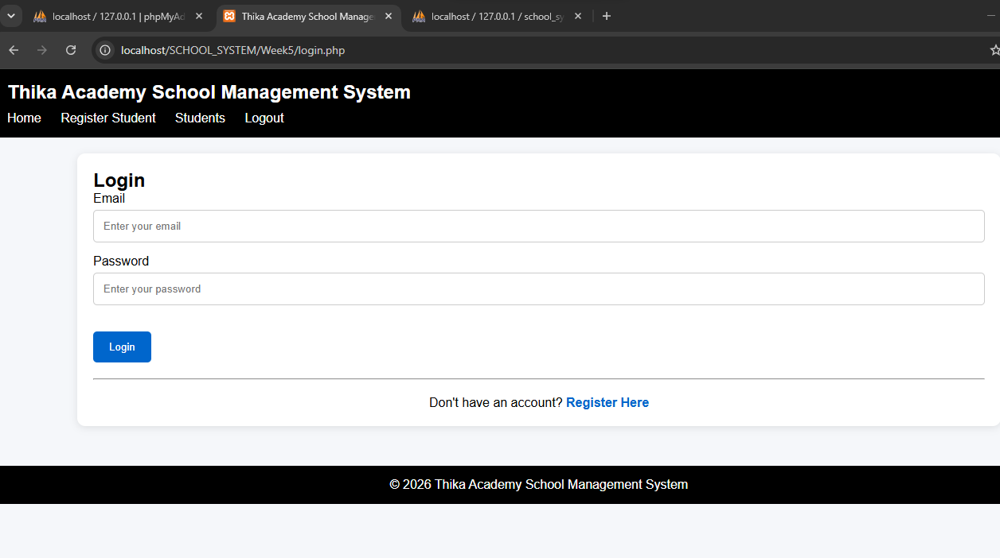 localhost / 127.0.0.1 | phpMyAd
Thika Academy School Manage
localhost / 127.0.0.1 / school_sy
localhost/SCHOOL_SYSTEM/Week5/login.php
Thika Academy School Management System
Home Register Student Students Logout
Login
Email
Enter your email
Password
Enter your password
Login
Don't have an account? Register Here
© 2026 Thika Academy School Management System